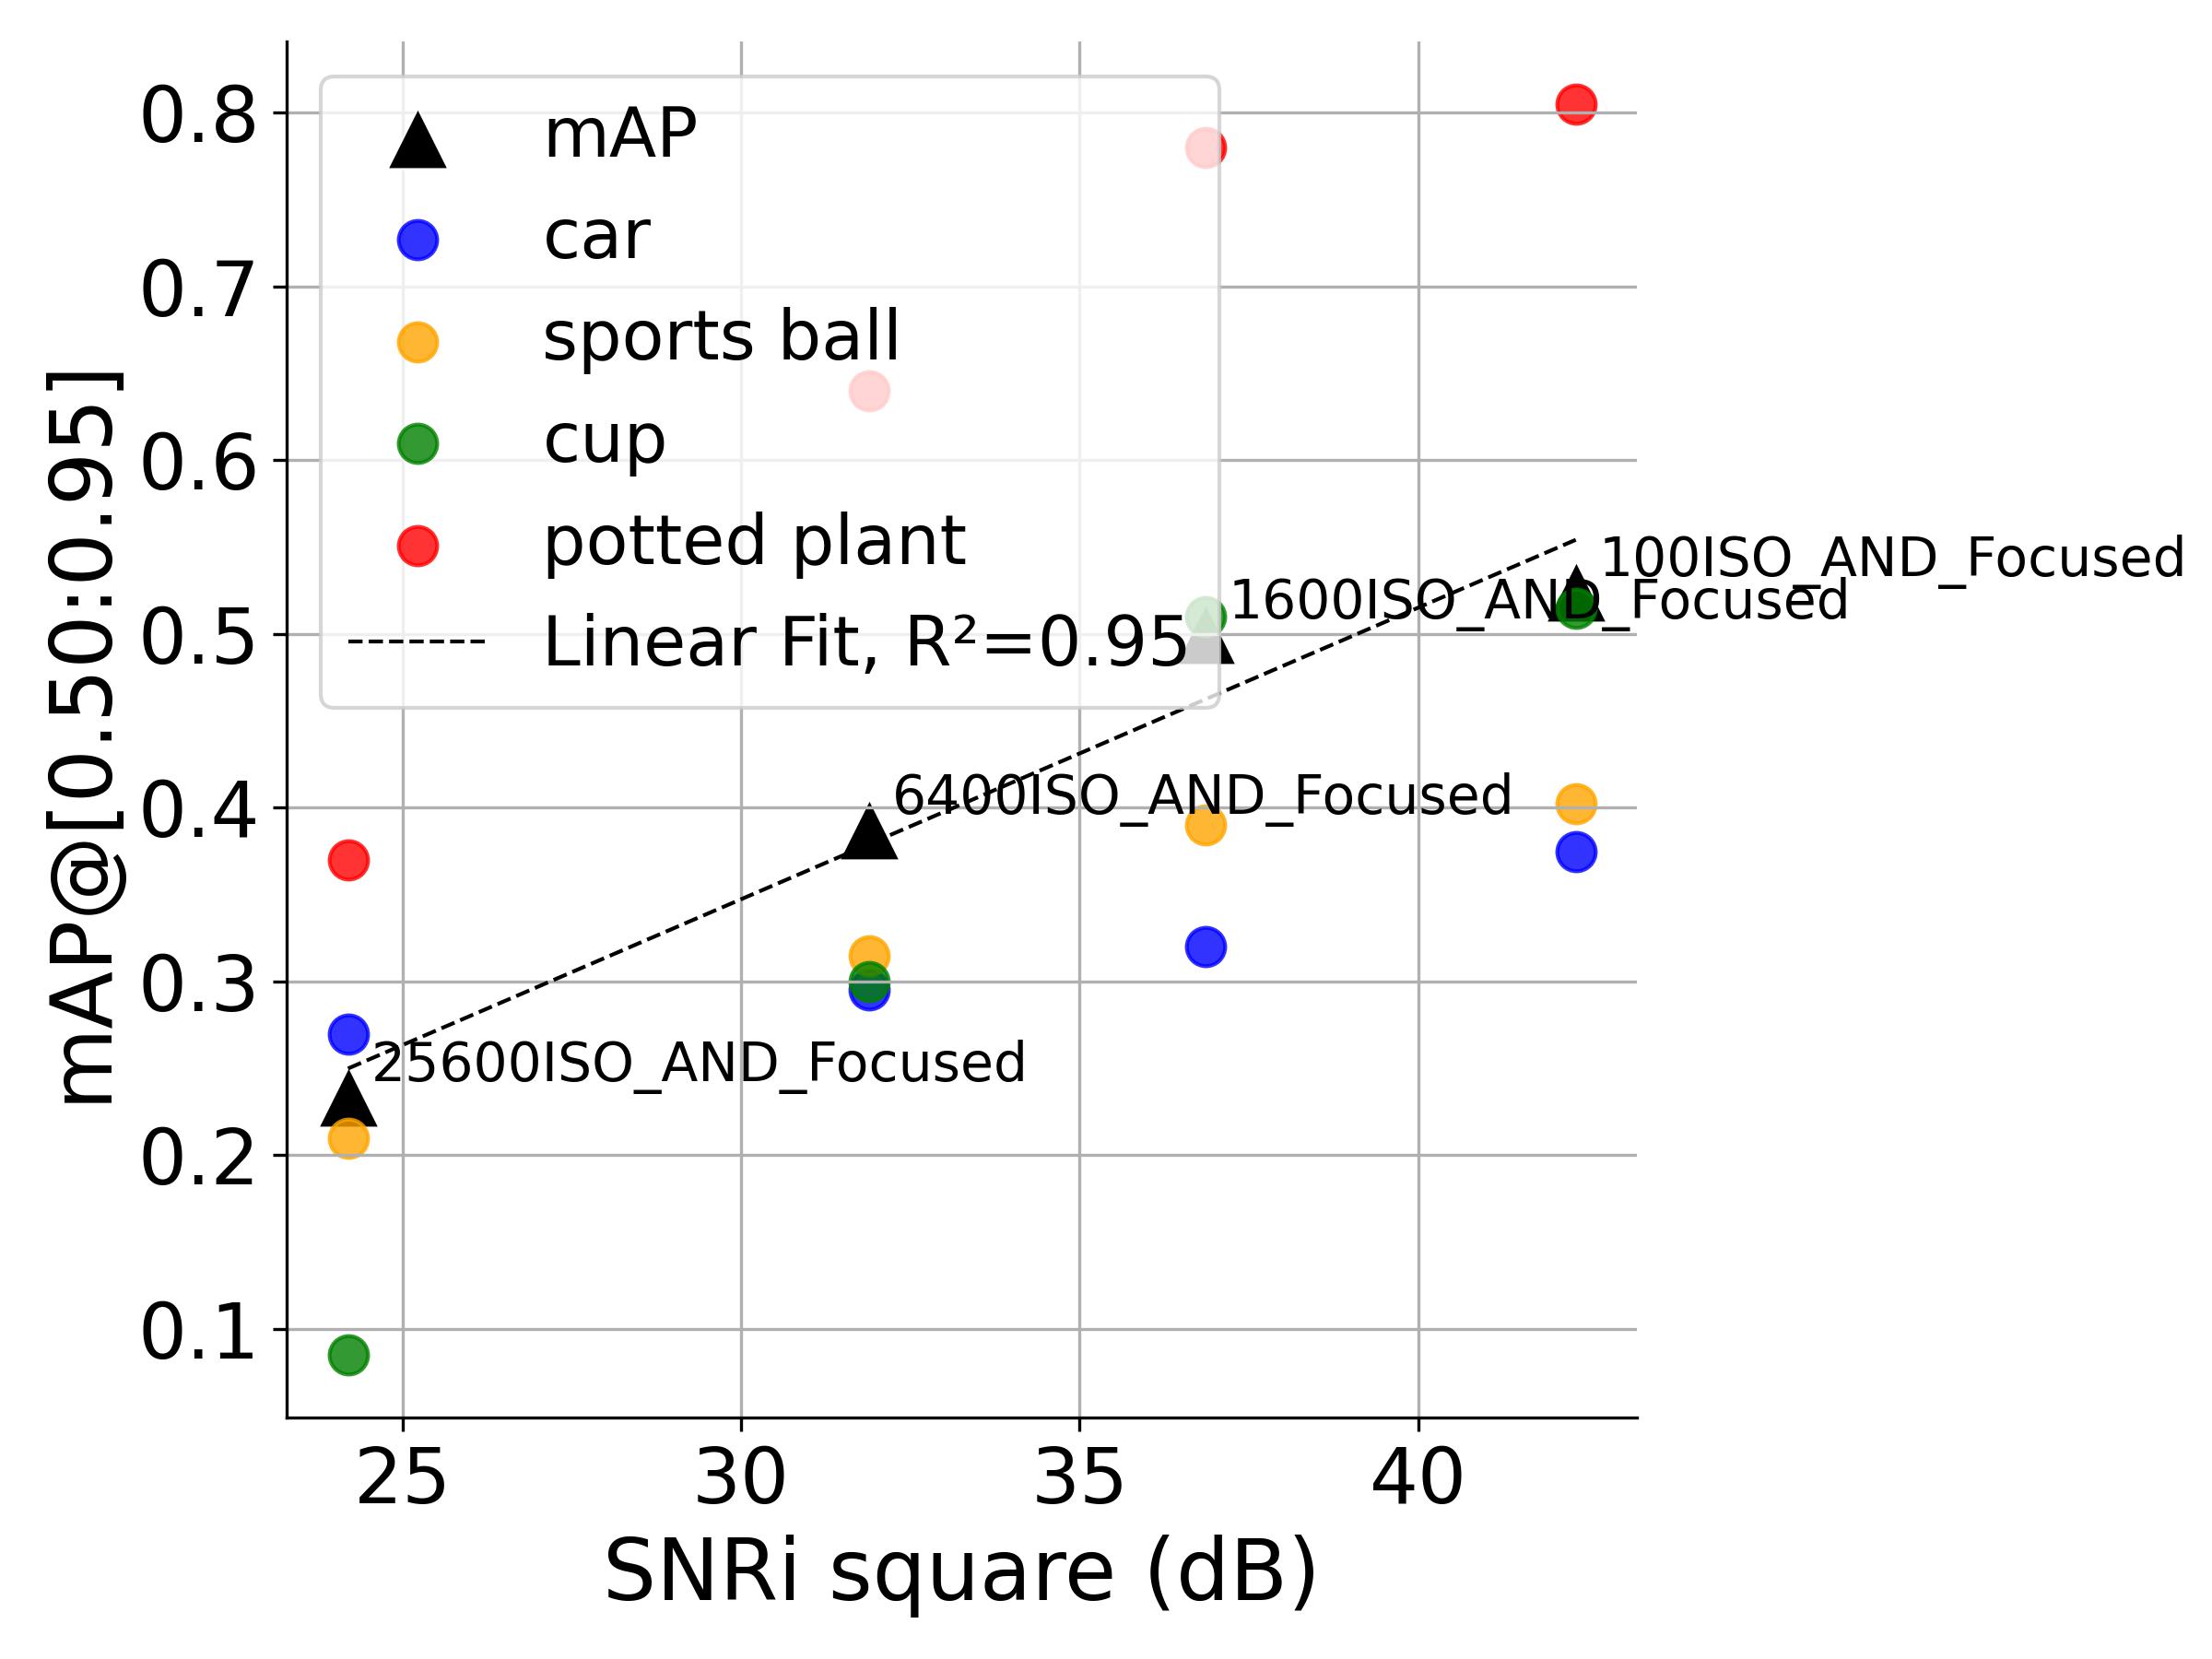 mAP
car
sports ball
cup
potted plant
Linear Fit, R²=0.95
100ISO_AND_Focused
1600ISO_AND_Focused
6400ISO_AND_Focused
25600ISO_AND_Focused
mAP@[0.50:0.95]
0.8
0.7
0.6
0.5
0.4
0.3
0.2
0.1
25 30 35 40
SNRi square (dB)